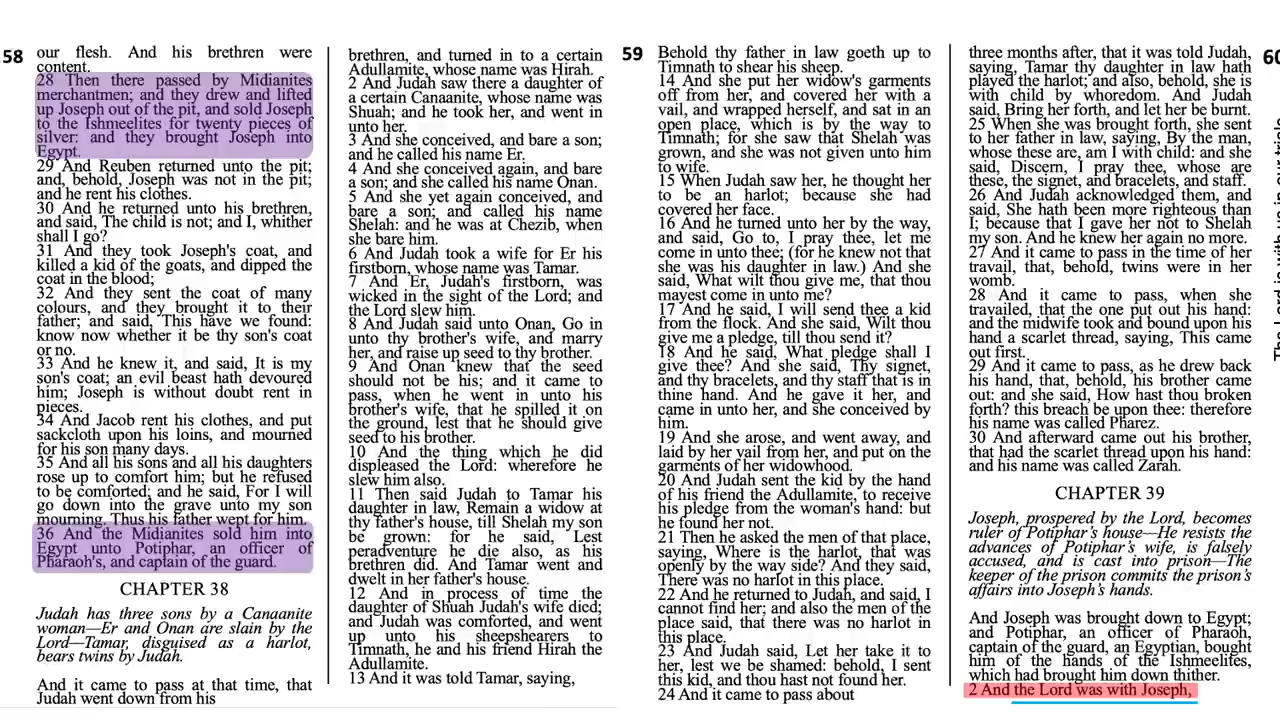 58
our flesh. And his brethren were
content.
28 Then there passed by Midianites
merchantmen; and they drew and lifted
up Joseph out of the pit, and sold Joseph
to the Ishmeelites for twenty pieces of
silver: and they brought Joseph into
Egypt.
29 And Reuben returned unto the pit;
and, behold, Joseph was not in the pit;
and he rent his clothes.
30 And he returned unto his brethren,
and said, The child is not; and I, whither
shall I go?
31 And they took Joseph's coat, and
killed a kid of the goats, and dipped the
coat in the blood;
32 And they sent the coat of many
colours, and they brought it to their
father; and said, This have we found:
know now whether it be thy son's coat
or no.
33 And he knew it, and said, It is my
son's coat; an evil beast hath devoured
him; Joseph is without doubt rent in
pieces.
34 And Jacob rent his clothes, and put
sackcloth upon his loins, and mourned
for his son many days.
35 And all his sons and all his daughters
rose up to comfort him; but he refused
to be comforted; and he said, For I will
go down into the grave unto my son
mourning. Thus his father wept for him.
36 And the Midianites sold him into
Egypt unto Potiphar, an officer of
Pharaoh's, and captain of the guard.
CHAPTER 38
Judah has three sons by a Canaanite
woman—Er and Onan are slain by the
Lord—Tamar, disguised as a harlot,
bears twins by Judah.
And it came to pass at that time, that
Judah went down from his
brethren, and turned in to a certain
Adullamite, whose name was Hirah.
2 And Judah saw there a daughter of
a certain Canaanite, whose name was
Shuah; and he took her, and went in
unto her.
3 And she conceived, and bare a son;
and he called his name Er.
4 And she conceived again, and bare
a son; and she called his name Onan.
5 And she yet again conceived, and
bare a son; and called his name
Shelah: and he was at Chezib, when
she bare him.
6 And Judah took a wife for Er his
firstborn, whose name was Tamar.
7 And Er, Judah's firstborn, was
wicked in the sight of the Lord; and
the Lord slew him.
8 And Judah said unto Onan, Go in
unto thy brother's wife, and marry
her, and raise up seed to thy brother.
9 And Onan knew that the seed
should not be his; and it came to
pass, when he went in unto his
brother's wife, that he spilled it on
the ground, lest that he should give
seed to his brother.
10 And the thing which he did
displeased the Lord: wherefore he
slew him also.
11 Then said Judah to Tamar his
daughter in law, Remain a widow at
thy father's house, till Shelah my son
be grown: for he said, Lest
peradventure he die also, as his
brethren did. And Tamar went and
dwelt in her father's house.
12 And in process of time the
daughter of Shuah Judah's wife died;
and Judah was comforted, and went
up unto his sheepshearers to
Timnath, he and his friend Hirah the
Adullamite.
13 And it was told Tamar, saying,
59
Behold thy father in law goeth up to
Timnath to shear his sheep.
14 And she put her widow's garments
off from her, and covered her with a
vail, and wrapped herself, and sat in an
open place, which is by the way to
Timnath; for she saw that Shelah was
grown, and she was not given unto him
to wife.
15 When Judah saw her, he thought her
to be an harlot; because she had
covered her face.
16 And he turned unto her by the way,
and said, Go to, I pray thee, let me
come in unto thee; (for he knew not that
she was his daughter in law.) And she
said, What wilt thou give me, that thou
mayest come in unto me?
17 And he said, I will send thee a kid
from the flock. And she said, Wilt thou
give me a pledge, till thou send it?
18 And he said, What pledge shall I
give thee? And she said, Thy signet,
and thy bracelets, and thy staff that is in
thine hand. And he gave it her, and
came in unto her, and she conceived by
him.
19 And she arose, and went away, and
laid by her vail from her, and put on the
garments of her widowhood.
20 And Judah sent the kid by the hand
of his friend the Adullamite, to receive
his pledge from the woman's hand: but
he found her not.
21 Then he asked the men of that place,
saying, Where is the harlot, that was
openly by the way side? And they said,
There was no harlot in this place.
22 And he returned to Judah, and said, I
cannot find her; and also the men of the
place said, that there was no harlot in
this place.
23 And Judah said, Let her take it to
her, lest we be shamed: behold, I sent
this kid, and thou hast not found her.
24 And it came to pass about
three months after, that it was told Judah,
saying, Tamar thy daughter in law hath
played the harlot; and also, behold, she is
with child by whoredom. And Judah
said, Bring her forth, and let her be burnt.
25 When she was brought forth, she sent
to her father in law, saying, By the man,
whose these are, am I with child: and she
said, Discern, I pray thee, whose are
these, the signet, and bracelets, and staff.
26 And Judah acknowledged them, and
said, She hath been more righteous than
I; because that I gave her not to Shelah
my son. And he knew her again no more.
27 And it came to pass in the time of her
travail, that, behold, twins were in her
womb.
28 And it came to pass, when she
travailed, that the one put out his hand:
and the midwife took and bound upon his
hand a scarlet thread, saying, This came
out first.
29 And it came to pass, as he drew back
his hand, that, behold, his brother came
out: and she said, How hast thou broken
forth? this breach be upon thee: therefore
his name was called Pharez.
30 And afterward came out his brother,
that had the scarlet thread upon his hand:
and his name was called Zarah.
CHAPTER 39
Joseph, prospered by the Lord, becomes
ruler of Potiphar's house—He resists the
advances of Potiphar's wife, is falsely
accused, and is cast into prison—The
keeper of the prison commits the prison's
affairs into Joseph's hands.
And Joseph was brought down to Egypt;
and Potiphar, an officer of Pharaoh,
captain of the guard, an Egyptian, bought
him of the hands of the Ishmeelites,
which had brought him down thither.
2 And the Lord was with Joseph,
60